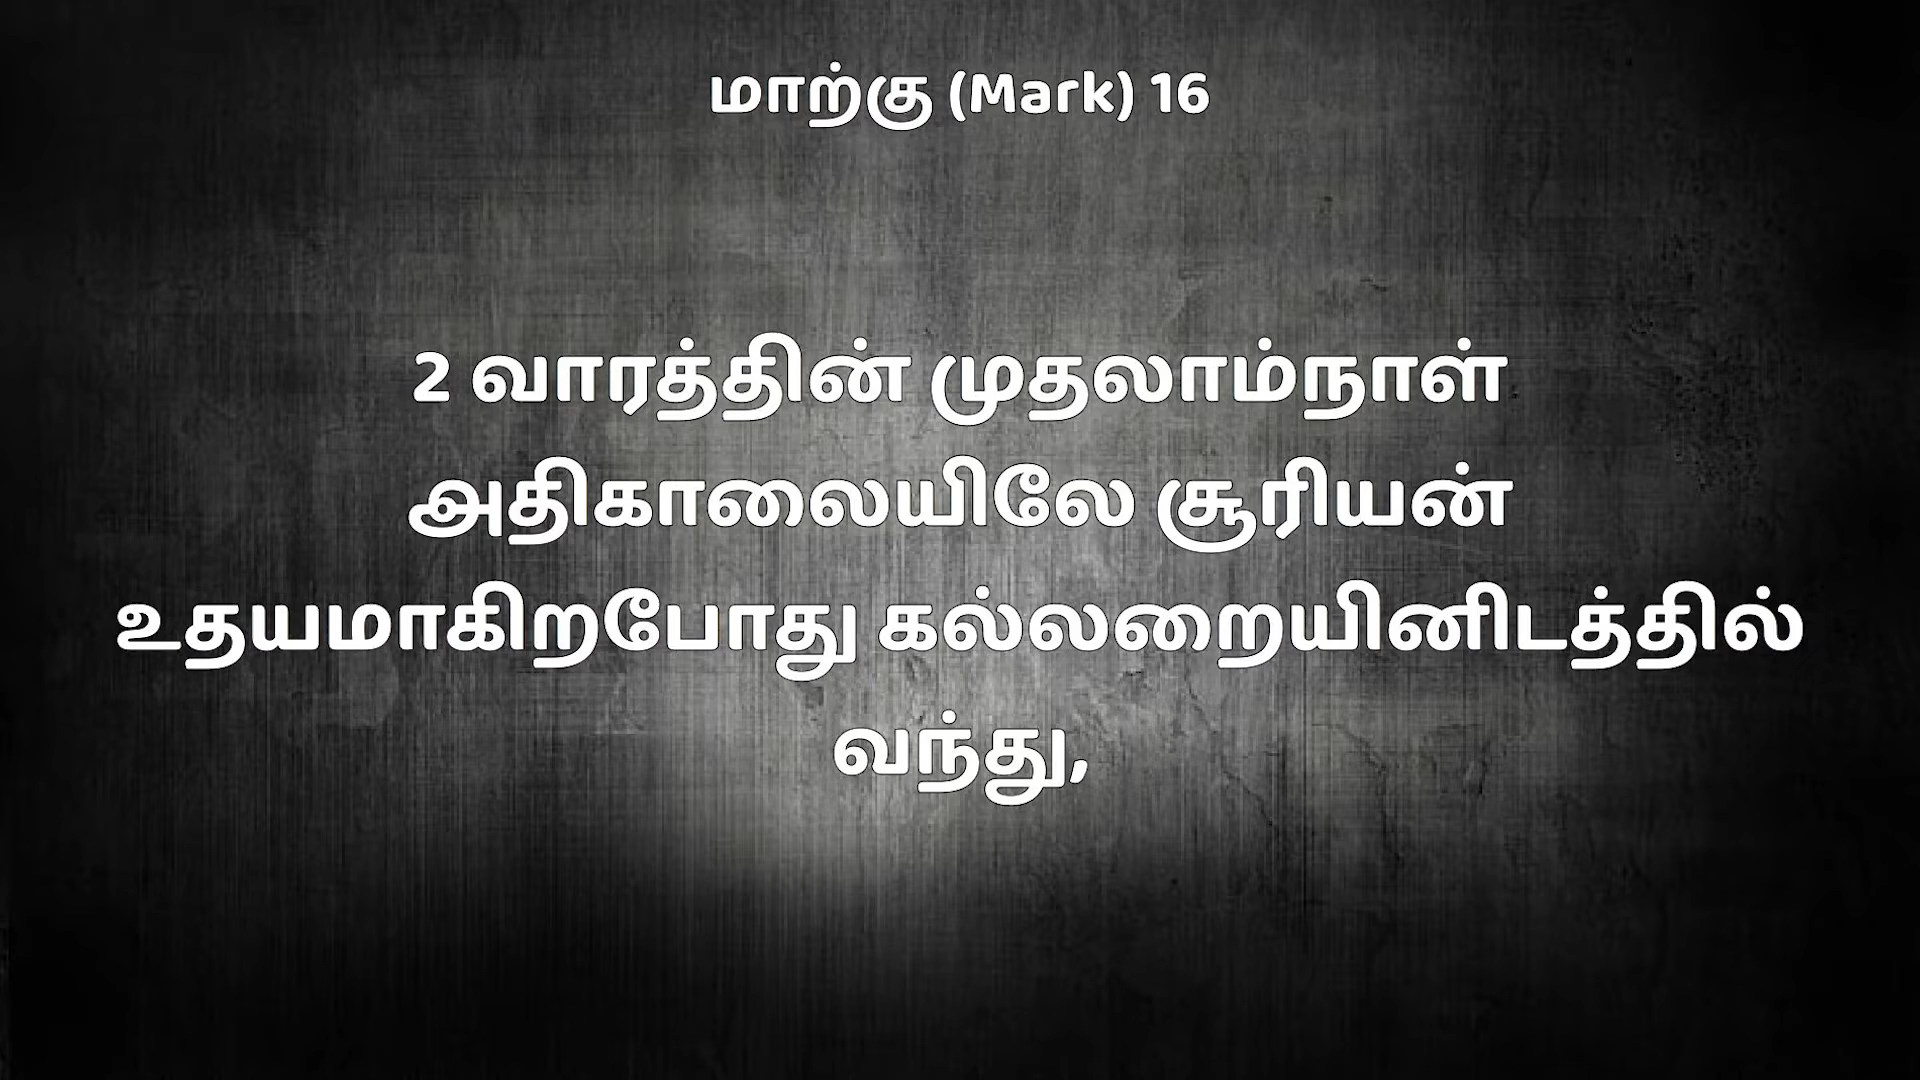 மாற்கு (Mark) 16
2 வாரத்தின் முதலாம்நாள்
அதிகாலையிலே சூரியன்
உதயமாகிறபோது கல்லறையினிடத்தில்
வந்து,